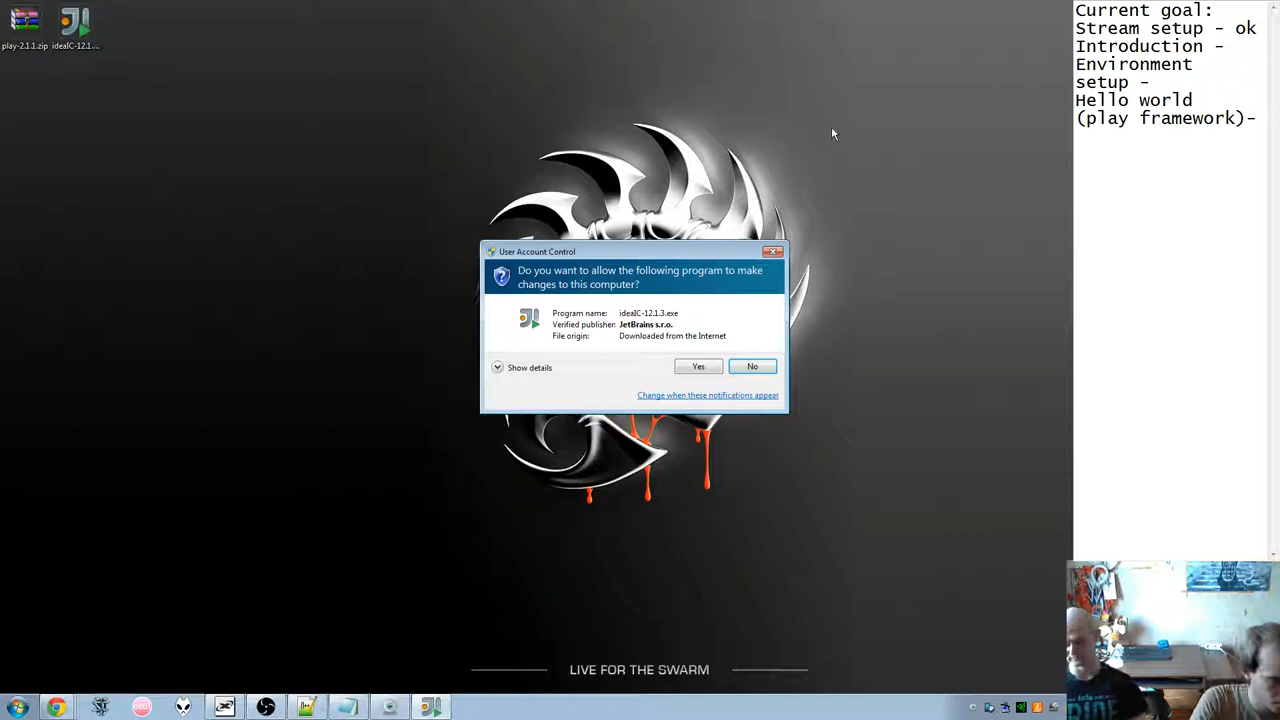 play-2.1.1.zip
ideaIC-12.1....
Current goal:
Stream setup - ok
Introduction -
Environment
setup -
Hello world
(play framework)-
User Account Control
Do you want to allow the following program to make
changes to this computer?
Program name: ideaIC-12.1.3.exe
Verified publisher: JetBrains s.r.o.
File origin: Downloaded from the Internet
Show details
Yes
No
Change when these notifications appear
LIVE FOR THE SWARM